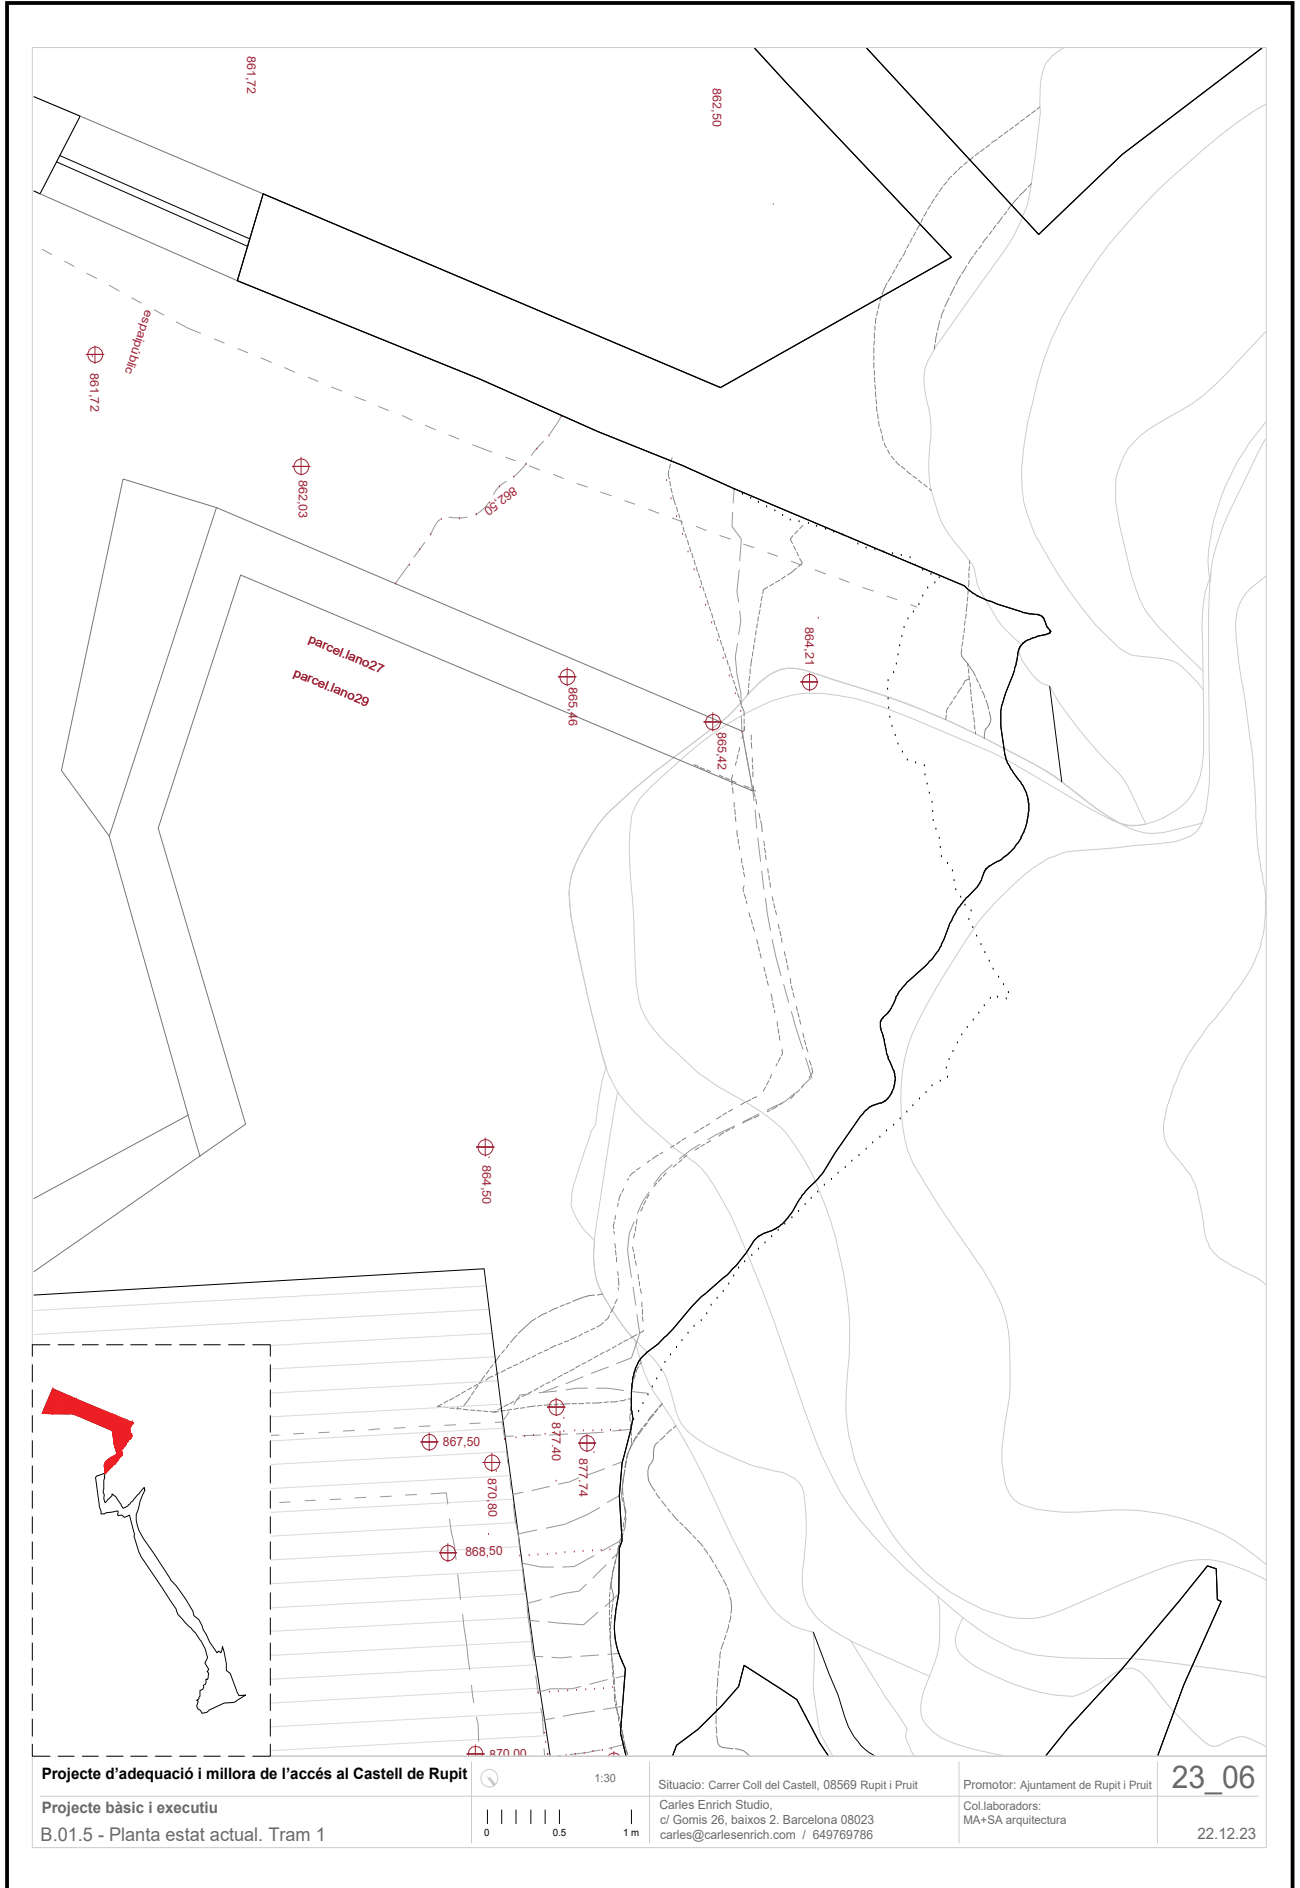 861,72
862,50
espaipúblic
861,72
862,03
862,50
parcel.lano27
parcel.lano29
864,21
865,46
865,42
864,50
877,40
867,50
877,74
870,80
868,50
870,00
Projecte d’adequació i millora de l’accés al Castell de Rupit
1:30
Situacio: Carrer Coll del Castell, 08569 Rupit i Pruit
Promotor: Ajuntament de Rupit i Pruit
23_06
Projecte bàsic i executiu
B.01.5 - Planta estat actual. Tram 1
0 0.5 1 m
Carles Enrich Studio,
c/ Gomis 26, baixos 2. Barcelona 08023
carles@carlesenrich.com / 649769786
Col.laboradors:
MA+SA arquitectura
22.12.23